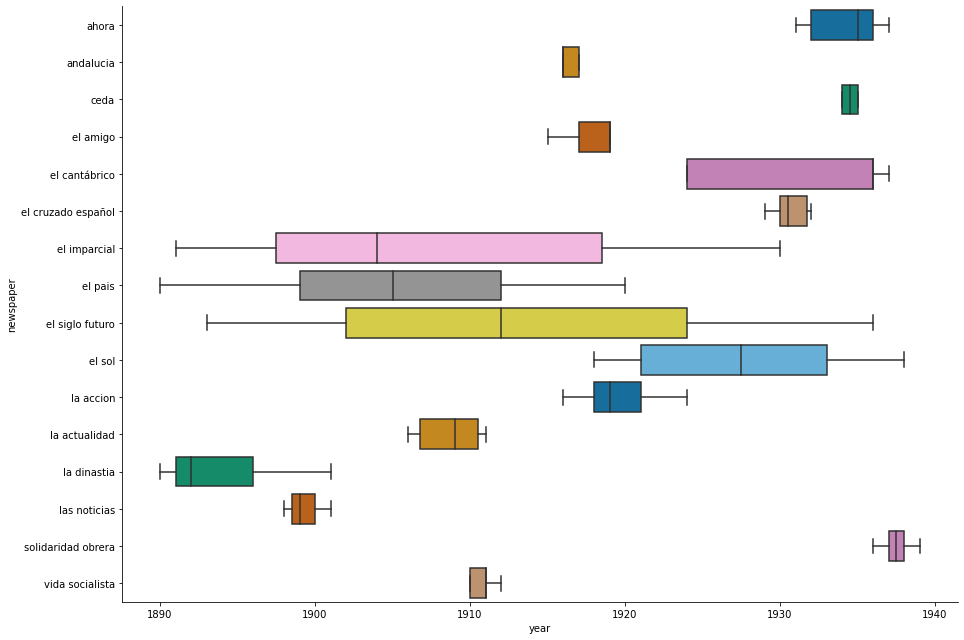 ahora
andalucia
ceda
el amigo
el cantábrico
el cruzado español
el imparcial
el pais
el siglo futuro
el sol
la accion
la actualidad
la dinastia
las noticias
solidaridad obrera
vida socialista
newspaper
1890 1900 1910 1920 1930 1940
year